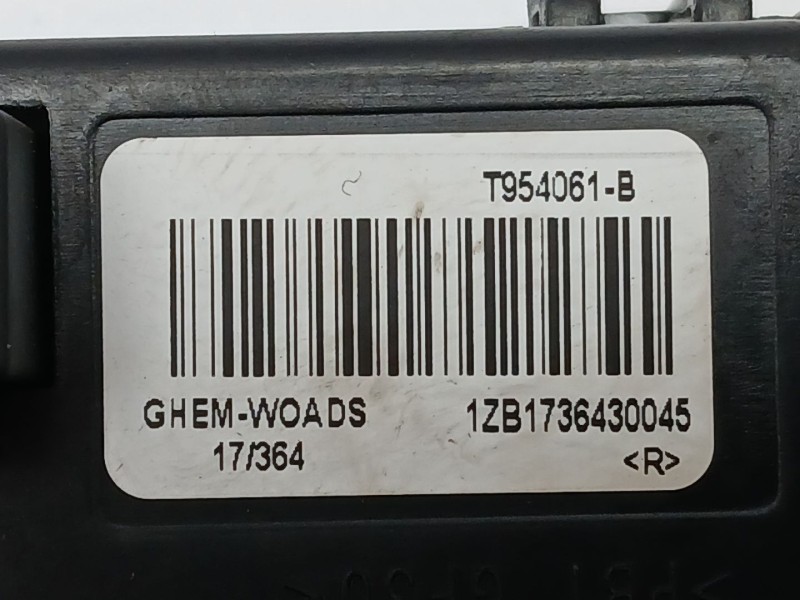 T954061-B
GHEM-WOADS 1ZB1736430045
17/364 <R>